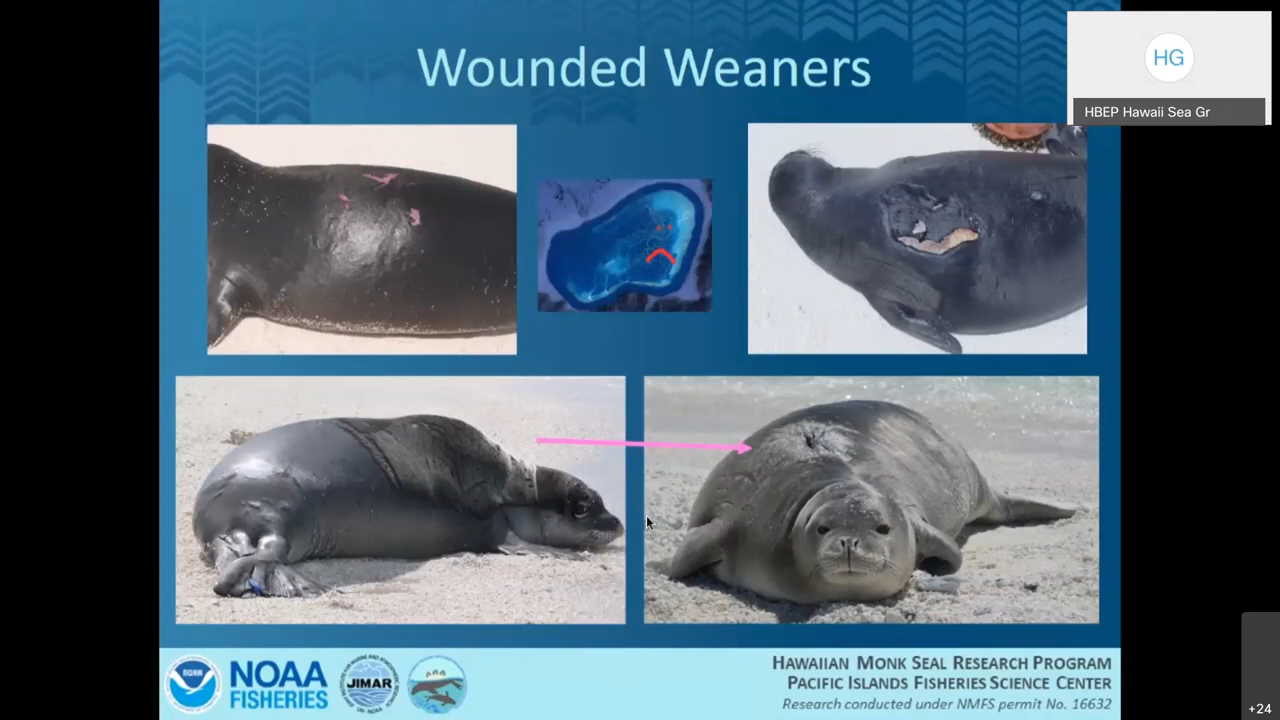 Wounded Weaners
HG
HBEP Hawaii Sea Gr
NOAA
NOAA
FISHERIES
JIMAR
HAWAIIAN MONK SEAL RESEARCH PROGRAM
PACIFIC ISLANDS FISHERIES SCIENCE CENTER
Research conducted under NMFS permit No. 16632
+24